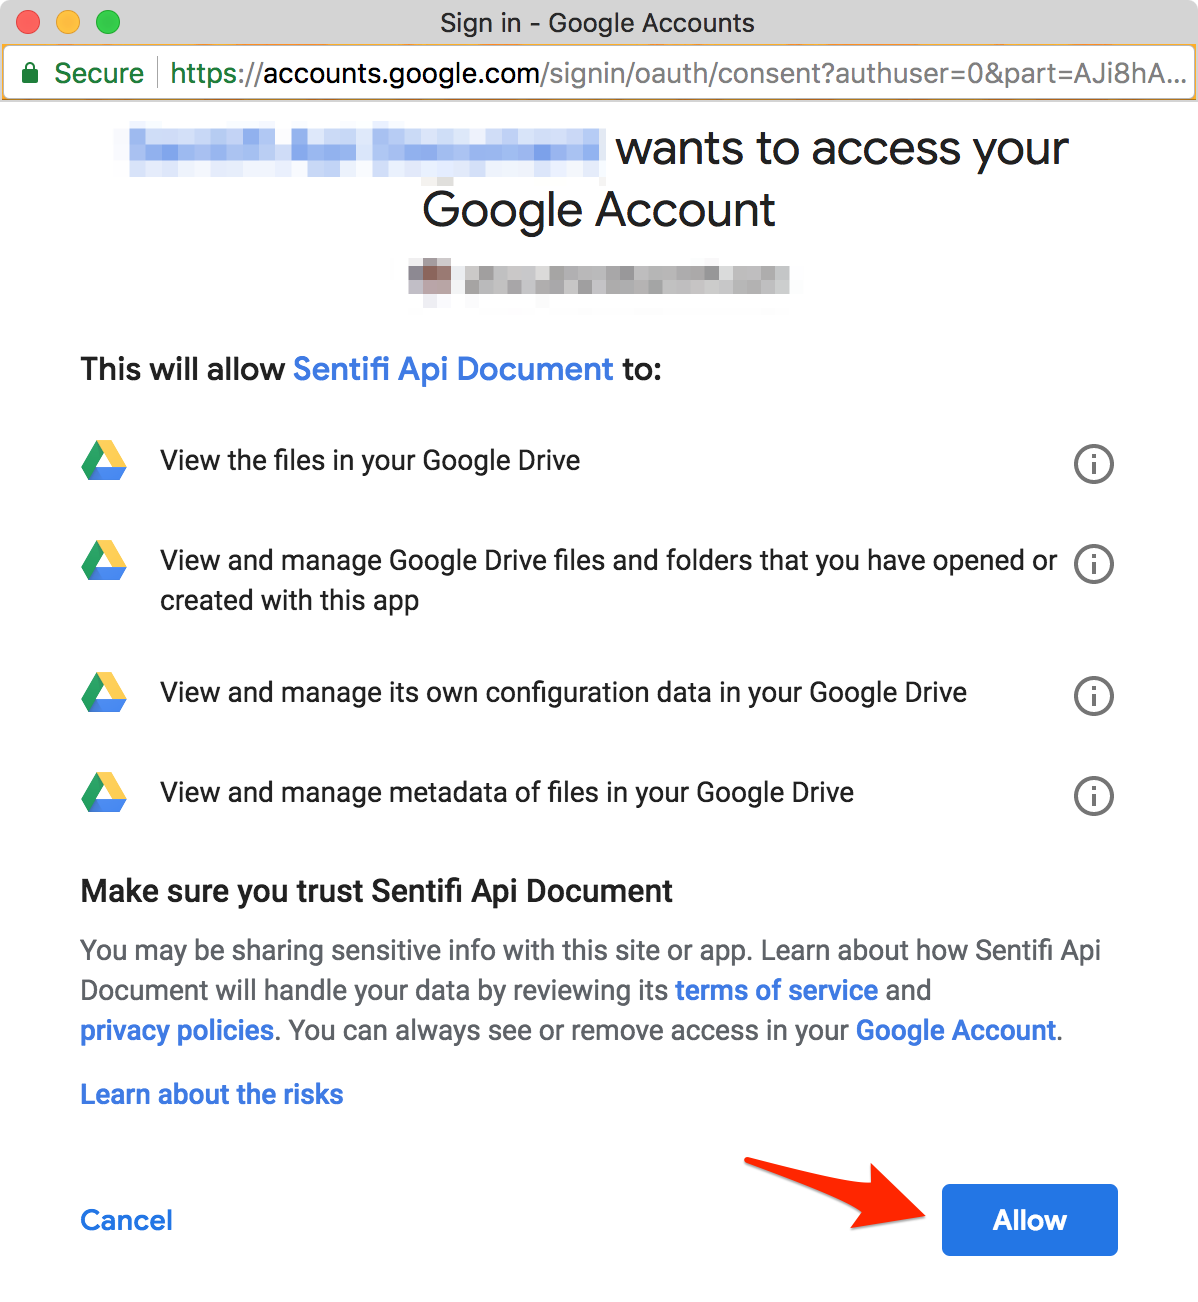 Sign in - Google Accounts
Secure https://accounts.google.com/signin/oauth/consent?authuser=0&part=AJi8hA...
wants to access your
Google Account
This will allow Sentifi Api Document to:
View the files in your Google Drive
View and manage Google Drive files and folders that you have opened or
created with this app
View and manage its own configuration data in your Google Drive
View and manage metadata of files in your Google Drive
Make sure you trust Sentifi Api Document
You may be sharing sensitive info with this site or app. Learn about how Sentifi Api
Document will handle your data by reviewing its terms of service and
privacy policies. You can always see or remove access in your Google Account.
Learn about the risks
Cancel
Allow